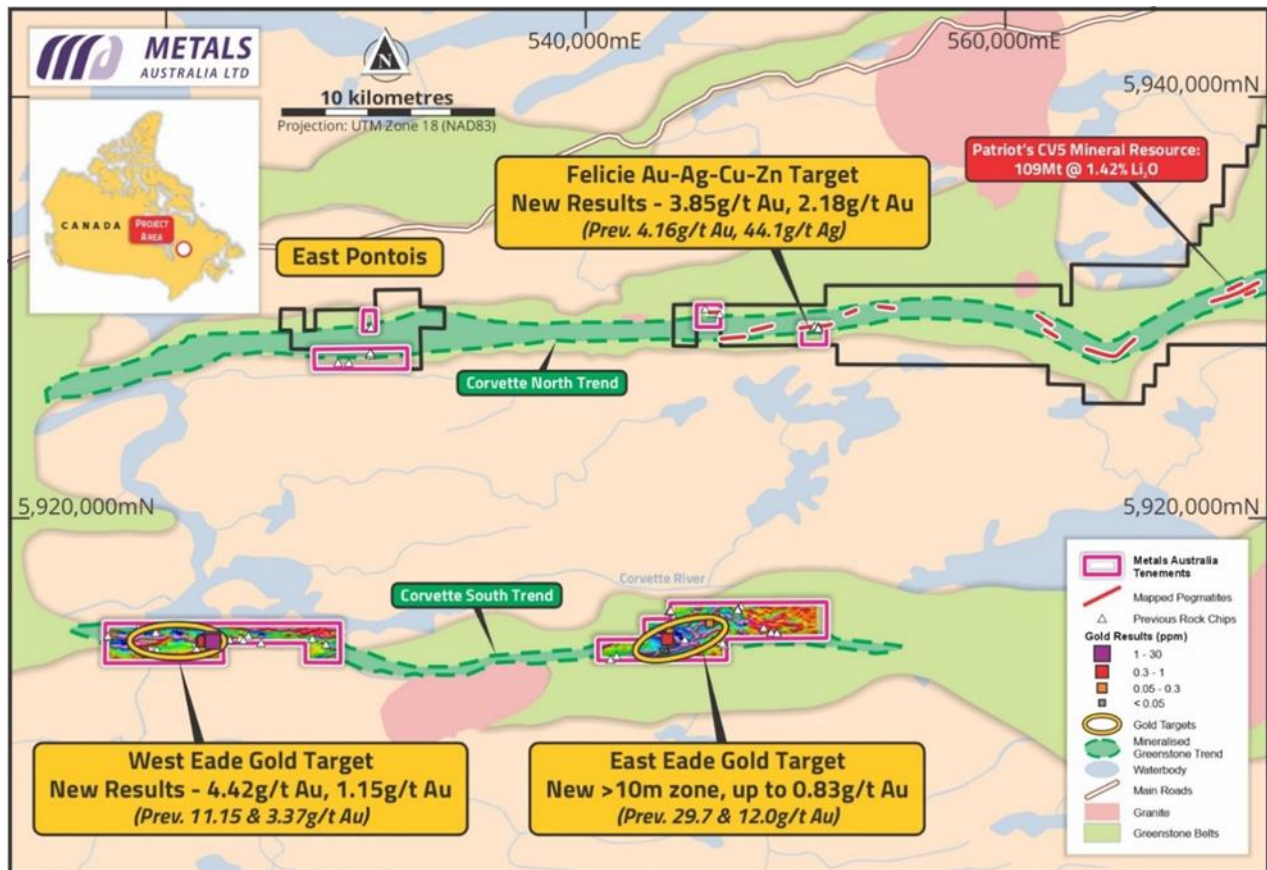 METALS
AUSTRALIA LTD
N
10 kilometres
Projection: UTM Zone 18 (NAD83)
540,000mE
560,000mE
5,940,000mN
CANADA
PROJECT
AREA
Patriot's CV5 Mineral Resource:
109Mt @ 1.42% Li₂O
Felicie Au-Ag-Cu-Zn Target
New Results - 3.85g/t Au, 2.18g/t Au
(Prev. 4.16g/t Au, 44.1g/t Ag)
East Pontois
Corvette North Trend
5,920,000mN
5,920,000mN
Corvette River
Corvette South Trend
West Eade Gold Target
New Results - 4.42g/t Au, 1.15g/t Au
(Prev. 11.15 & 3.37g/t Au)
East Eade Gold Target
New >10m zone, up to 0.83g/t Au
(Prev. 29.7 & 12.0g/t Au)
Metals Australia
Tenements
Mapped Pegmatites
Previous Rock Chips
Gold Results (ppm)
1 - 30
0.3 - 1
0.05 - 0.3
< 0.05
Gold Targets
Mineralised
Greenstone Trend
Waterbody
Main Roads
Granite
Greenstone Belts